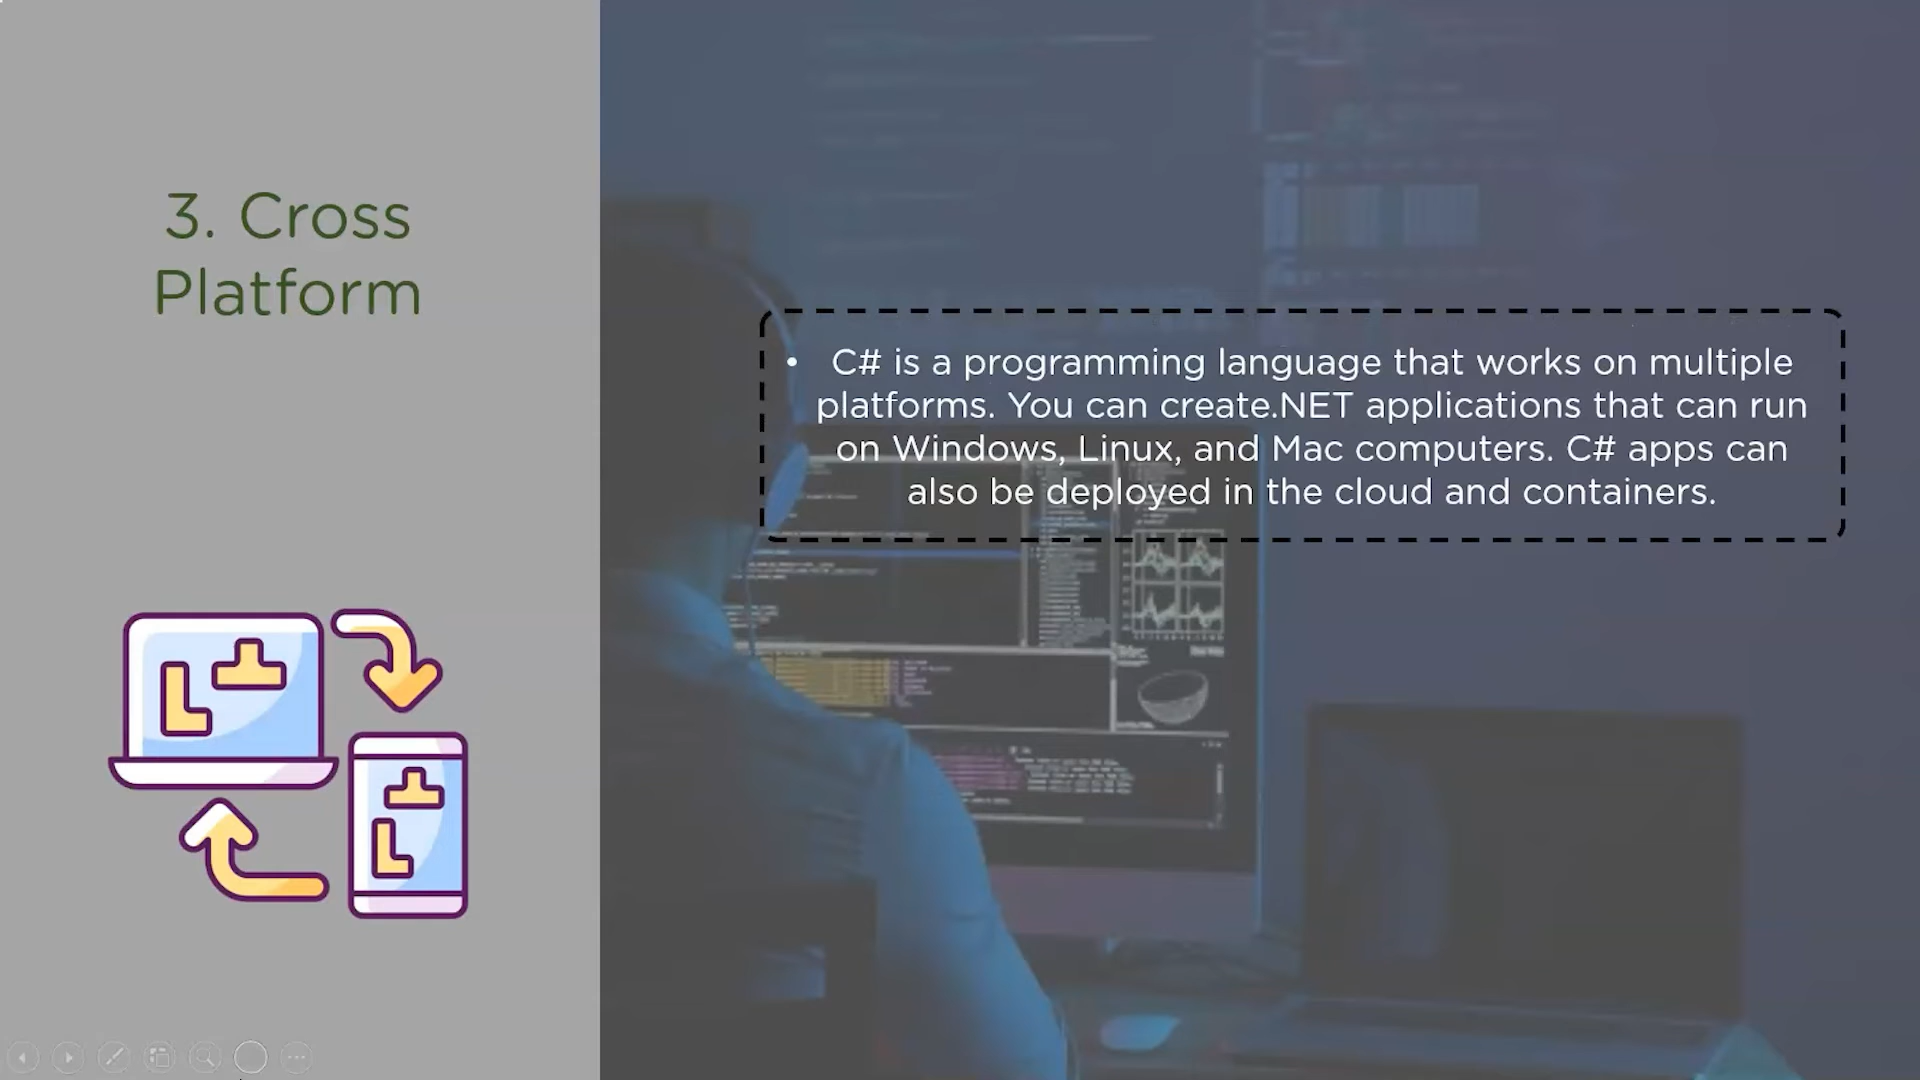 3. Cross
Platform
• C# is a programming language that works on multiple
platforms. You can create.NET applications that can run
on Windows, Linux, and Mac computers. C# apps can
also be deployed in the cloud and containers.